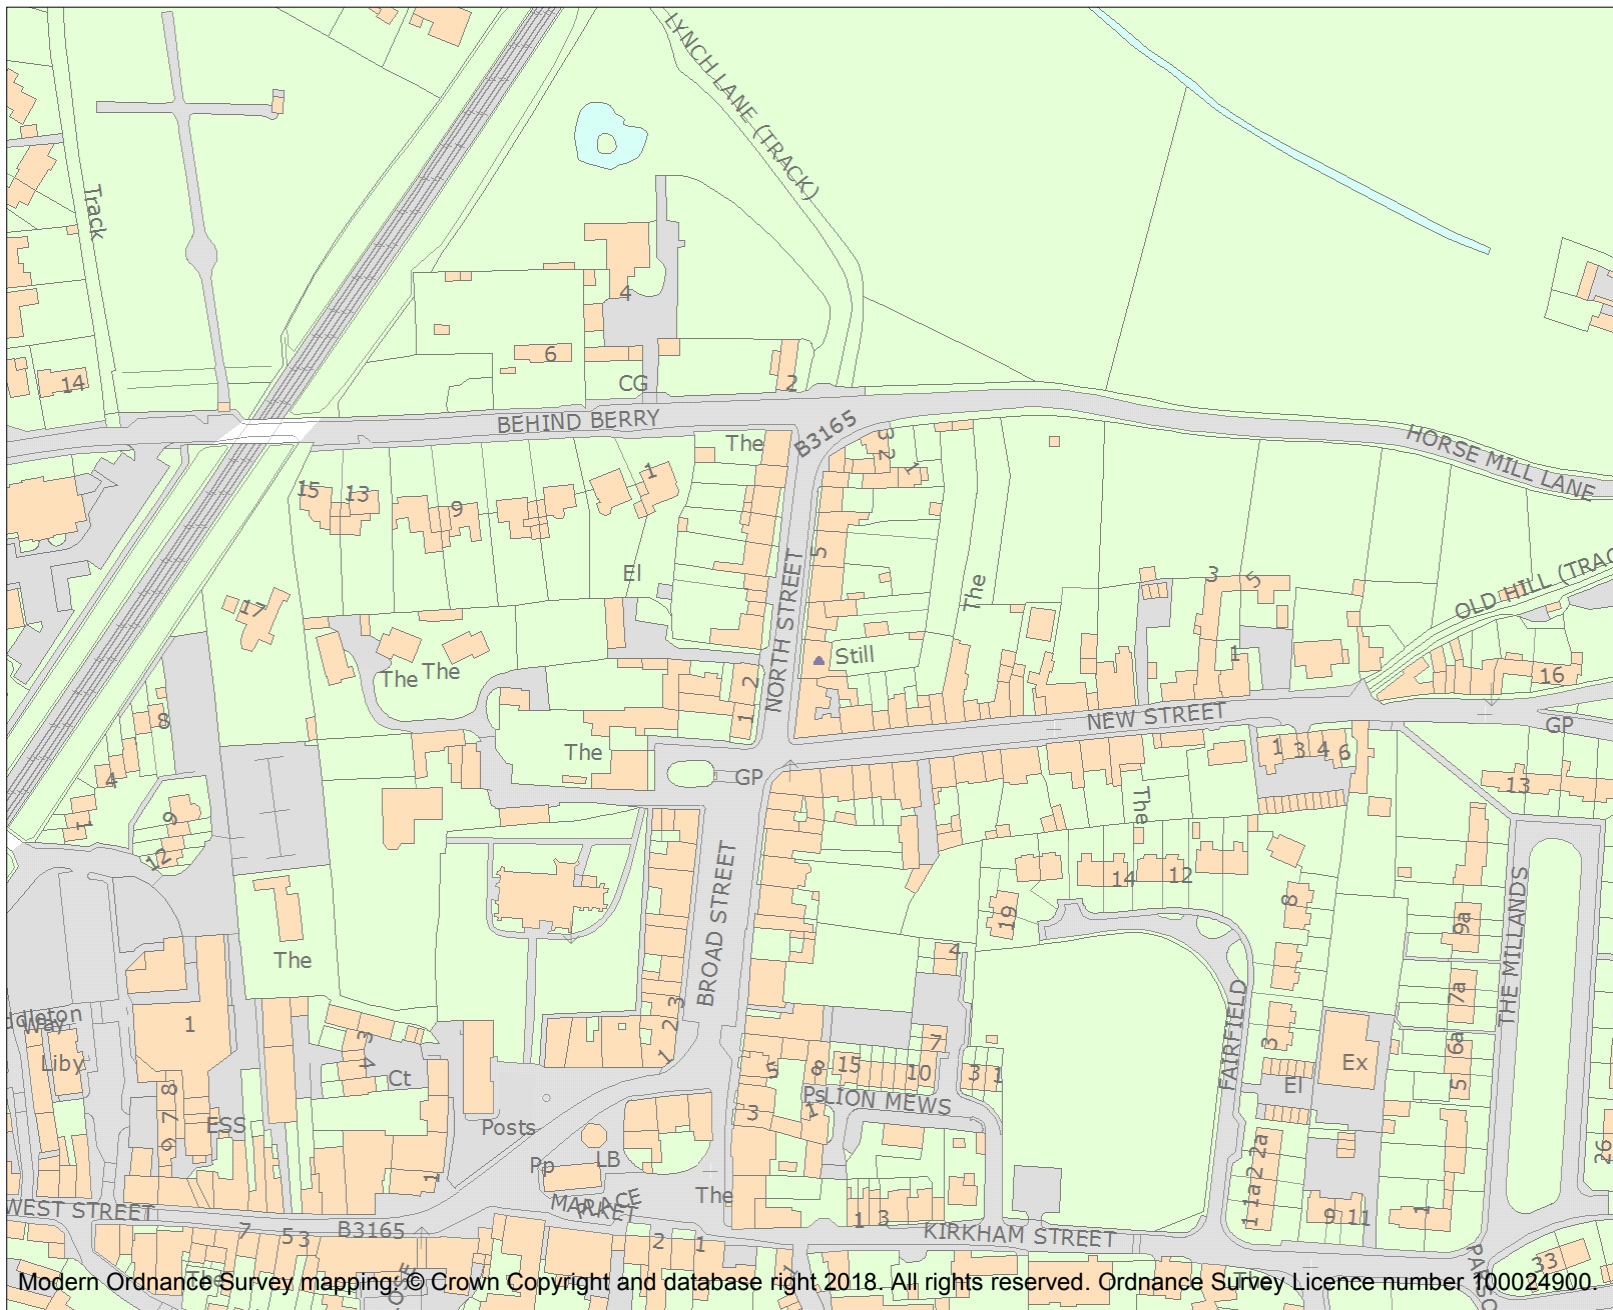 LYNCH LANE (TRACK)
Track
4
6
14
CG
2
BEHIND BERRY
B3165
The
3
2
1
HORSE MILL LANE
1
15
13
9
5
El
NORTH STREET
The
3
5
OLD HILL (TRAC
17
Still
The
The
1
16
2
1
NEW STREET
GP
8
The
GP
1
3
4
6
4
13
The
1
9
12
BROAD STREET
14
12
19
8
THE MILLANDS
9a
The
4
7a
3
2
1
ddleton
Way
1
Liby
3
4
Ct
7
FAIRFIELD
3
Ex
6a
5
5
8
15
10
3
1
El
8
7
6
ESS
Posts
3
1
Ps
LION MEWS
2a
2
1a
1
26
Pp
LB
1
The
MARKET
PLACE
WEST STREET
7
5
3
B3165
1
3
KIRKHAM STREET
9
11
1
2
1
33
The
OSE
Modern Ordnance Survey mapping: © Crown Copyright and database right 2018. All rights reserved. Ordnance Survey Licence number 100024900.